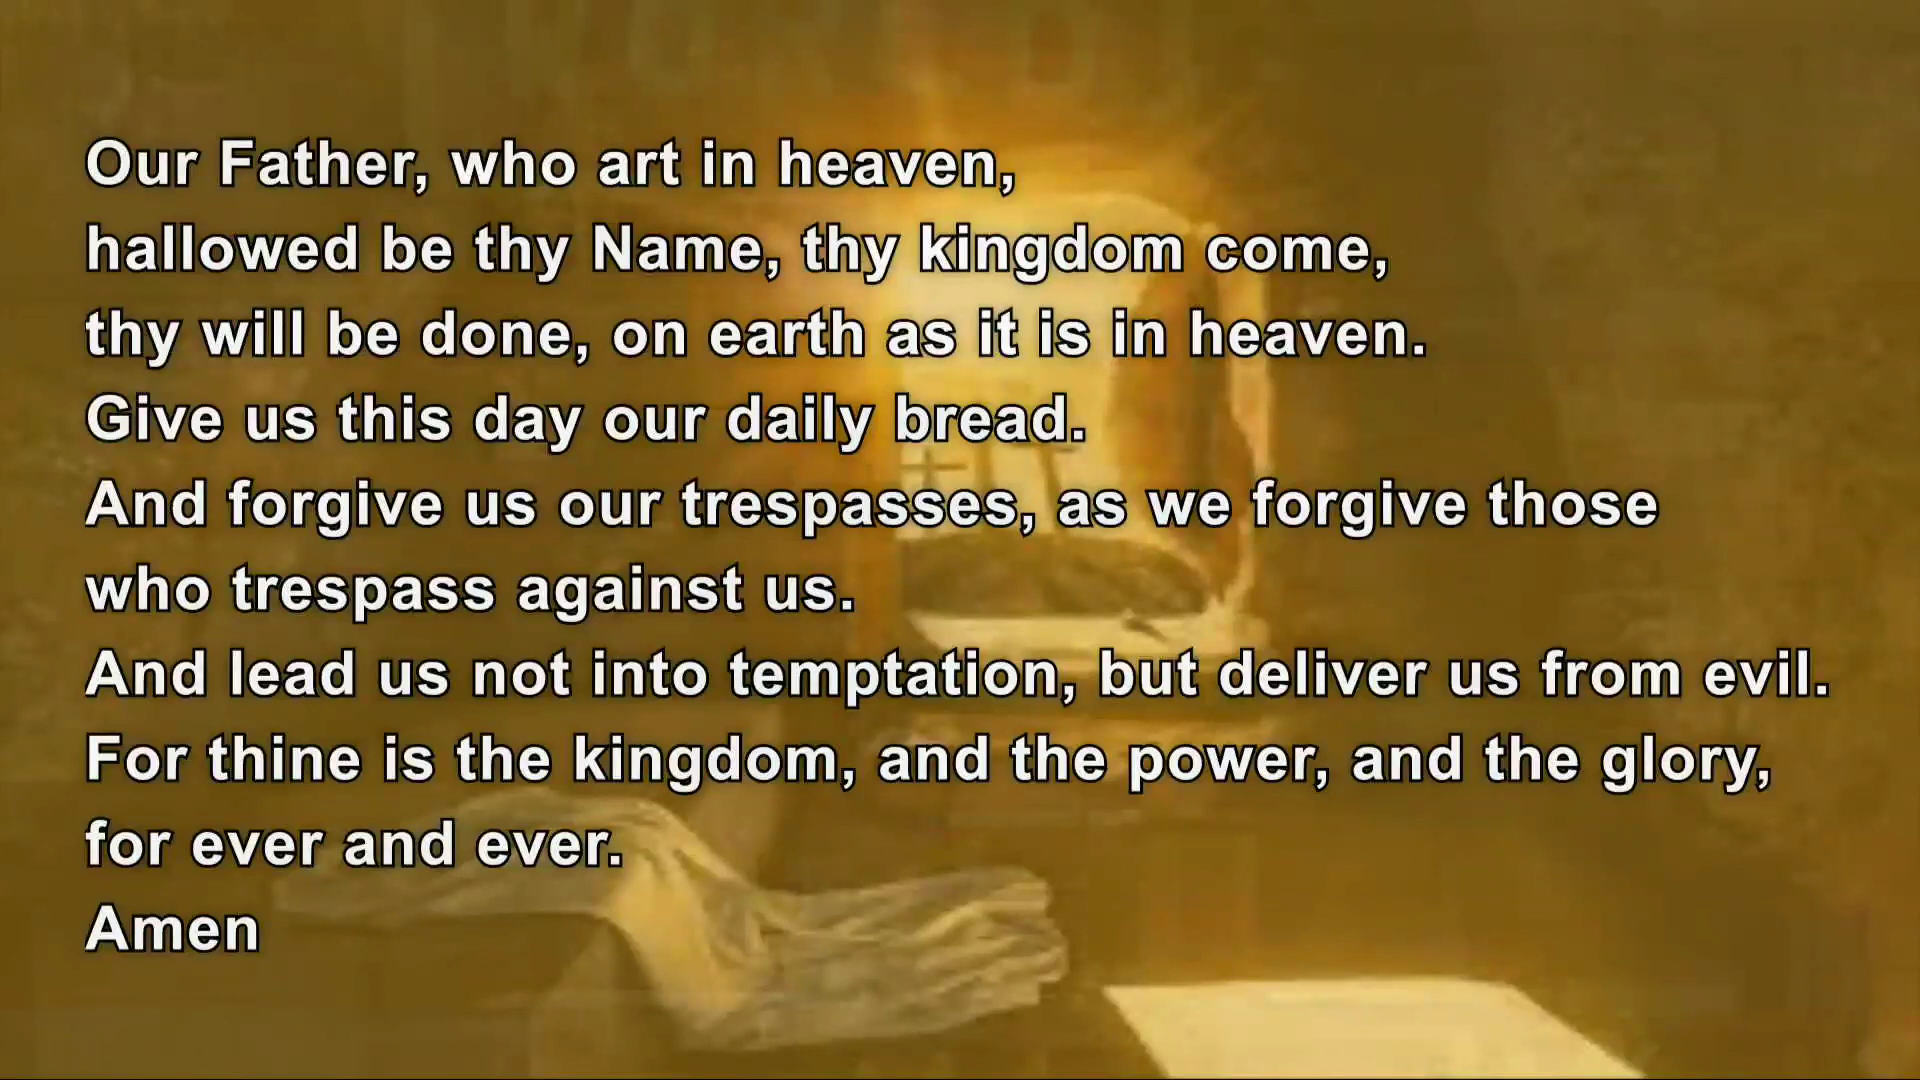 Our Father, who art in heaven,
hallowed be thy Name, thy kingdom come,
thy will be done, on earth as it is in heaven.
Give us this day our daily bread.
And forgive us our trespasses, as we forgive those
who trespass against us.
And lead us not into temptation, but deliver us from evil.
For thine is the kingdom, and the power, and the glory,
for ever and ever.
Amen